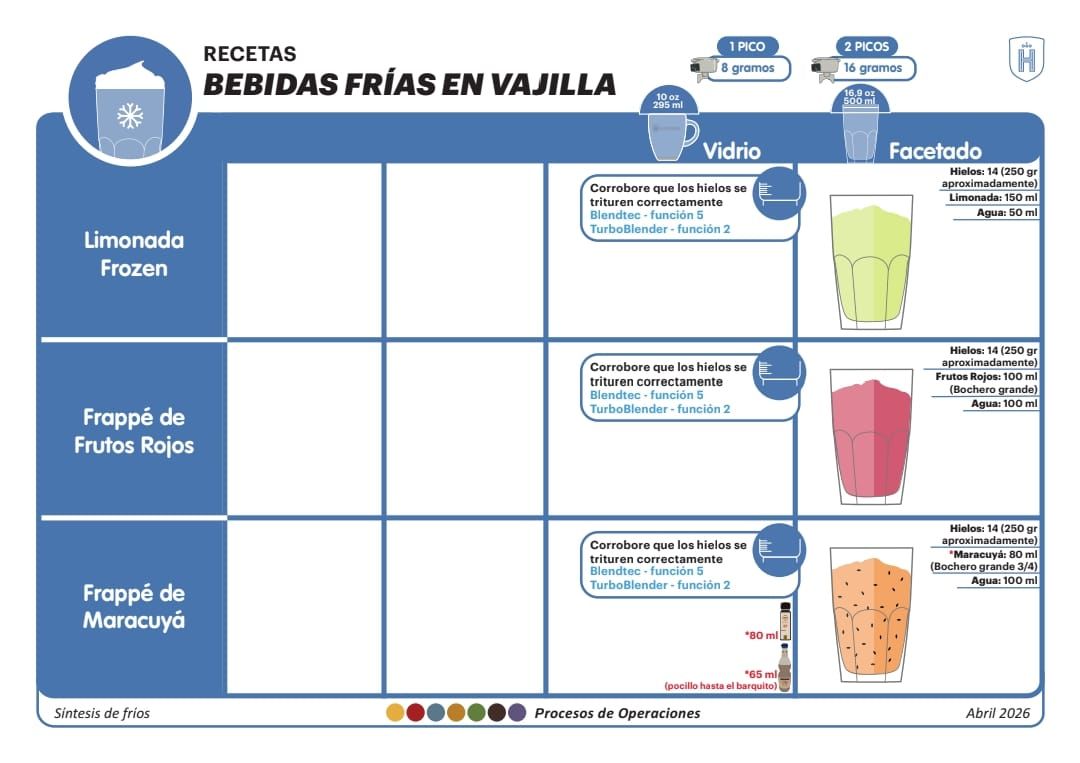 RECETAS
BEBIDAS FRÍAS EN VAJILLA
1 PICO
8 gramos
2 PICOS
16 gramos
H
10 oz
295 ml
Vidrio
16,9 oz
500 ml
Facetado
Limonada
Frozen
Corrobore que los hielos se
trituren correctamente
Blendtec - función 5
TurboBlender - función 2
Hielos: 14 (250 gr
aproximadamente)
Limonada: 150 ml
Agua: 50 ml
Frappé de
Frutos Rojos
Corrobore que los hielos se
trituren correctamente
Blendtec - función 5
TurboBlender - función 2
Hielos: 14 (250 gr
aproximadamente)
Frutos Rojos: 100 ml
(Bochero grande)
Agua: 100 ml
Frappé de
Maracuyá
Corrobore que los hielos se
trituren correctamente
Blendtec - función 5
TurboBlender - función 2
*80 ml
*65 ml
(pocillo hasta el barquito)
Hielos: 14 (250 gr
aproximadamente)
*Maracuyá: 80 ml
(Bochero grande 3/4)
Agua: 100 ml
Síntesis de fríos
Procesos de Operaciones
Abril 2026